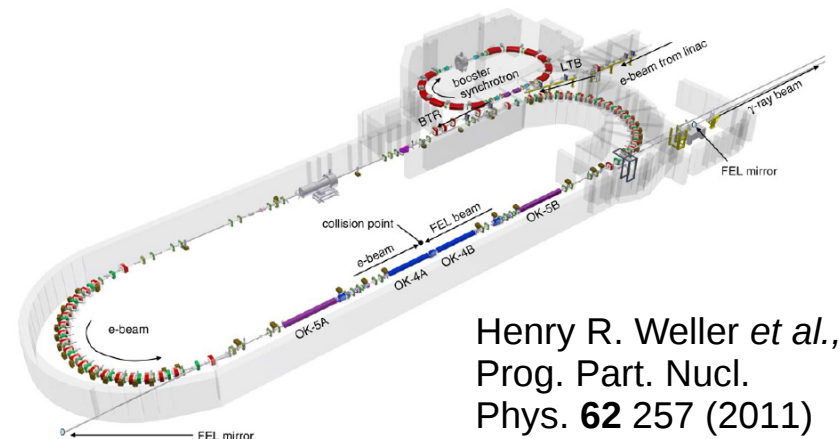 booster
synchrotron
LTB
e-beam from linac
BTR
γ-ray beam
FEL mirror
collision point
FEL beam
OK-5B
e-beam
OK-4B
OK-4A
e-beam
OK-5A
FEL mirror
Henry R. Weller et al.,
Prog. Part. Nucl.
Phys. 62 257 (2011)